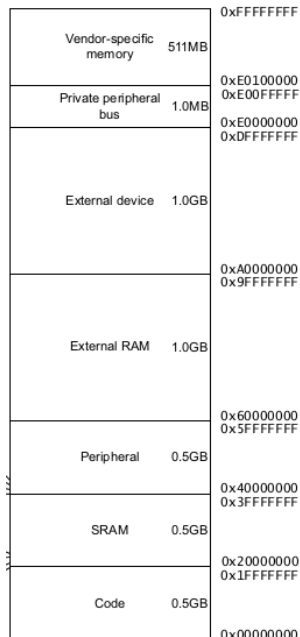 0xFFFFFFFF
Vendor-specific
memory
511MB
0xE0100000
0xE00FFFFF
Private peripheral
bus
1.0MB
0xE0000000
0xDFFFFFFF
External device 1.0GB
0xA0000000
0x9FFFFFFF
External RAM 1.0GB
0x60000000
0x5FFFFFFF
Peripheral 0.5GB
0x40000000
0x3FFFFFFF
SRAM 0.5GB
0x20000000
0x1FFFFFFF
Code 0.5GB
0x00000000